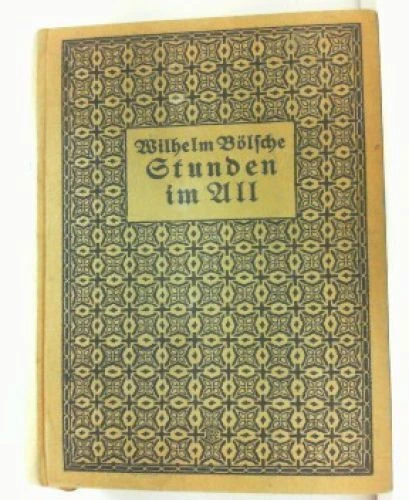 Wilhelm Bölsche
Stunden
im All